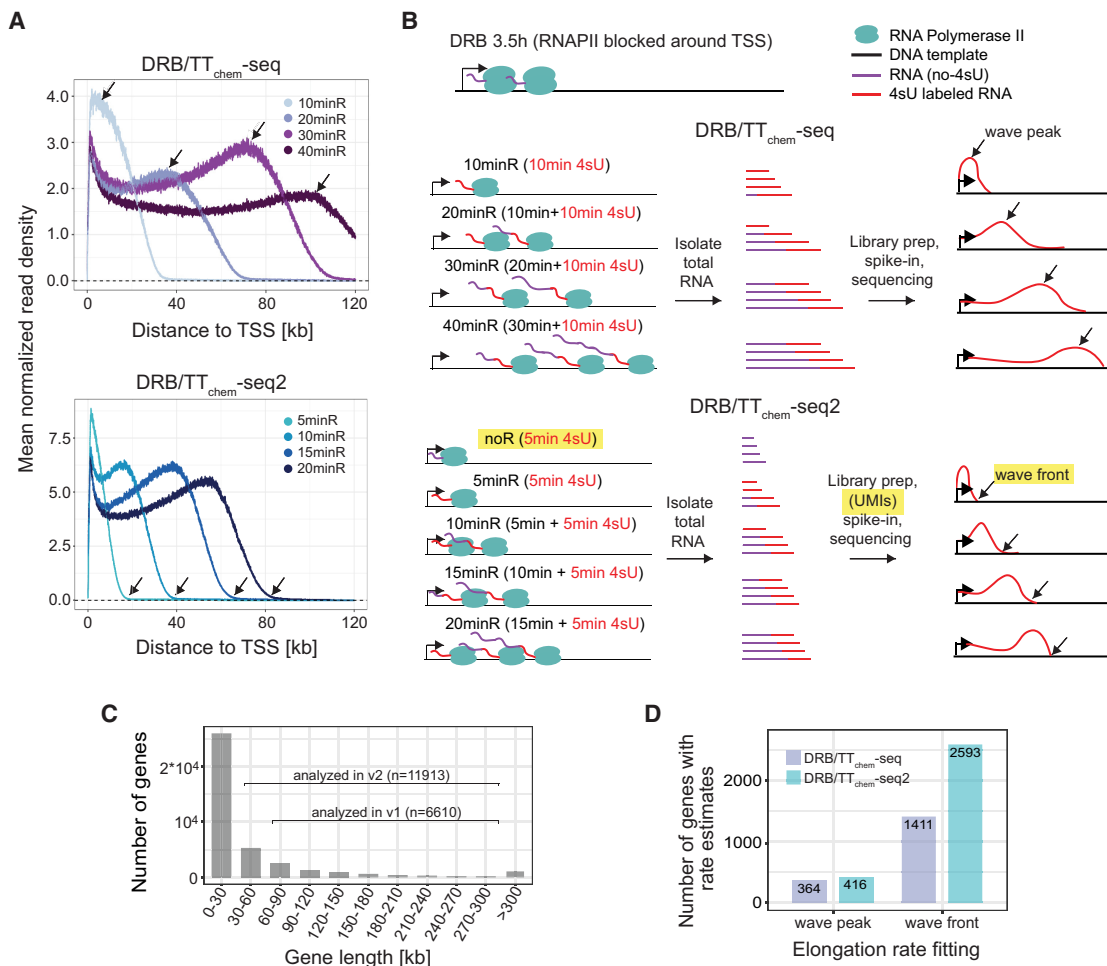 A
DRB/TTchem-seq
4.0
3.0
2.0
1.0
0.0
10minR
20minR
30minR
40minR
0 40 80 120
Distance to TSS [kb]
Mean normalized read density
DRB/TTchem-seq2
7.5
5.0
2.5
0.0
5minR
10minR
15minR
20minR
0 40 80 120
Distance to TSS [kb]
B
DRB 3.5h (RNAPII blocked around TSS)
RNA Polymerase II
DNA template
RNA (no-4sU)
4sU labeled RNA
DRB/TTchem-seq
10minR (10min 4sU)
20minR (10min+10min 4sU)
30minR (20min+10min 4sU)
40minR (30min+10min 4sU)
Isolate
total
RNA
Library prep,
spike-in,
sequencing
wave peak
DRB/TTchem-seq2
noR (5min 4sU)
5minR (5min 4sU)
10minR (5min + 5min 4sU)
15minR (10min + 5min 4sU)
20minR (15min + 5min 4sU)
Isolate
total
RNA
Library prep,
(UMIs)
spike-in,
sequencing
wave front
C
Number of genes
2*10⁴
10⁴
0
analyzed in v2 (n=11913)
analyzed in v1 (n=6610)
0-30
30-60
60-90
90-120
120-150
150-180
180-210
210-240
240-270
270-300
>300
Gene length [kb]
D
Number of genes with
rate estimates
2000
1000
0
DRB/TTchem-seq
DRB/TTchem-seq2
364
416
1411
2593
wave peak
wave front
Elongation rate fitting